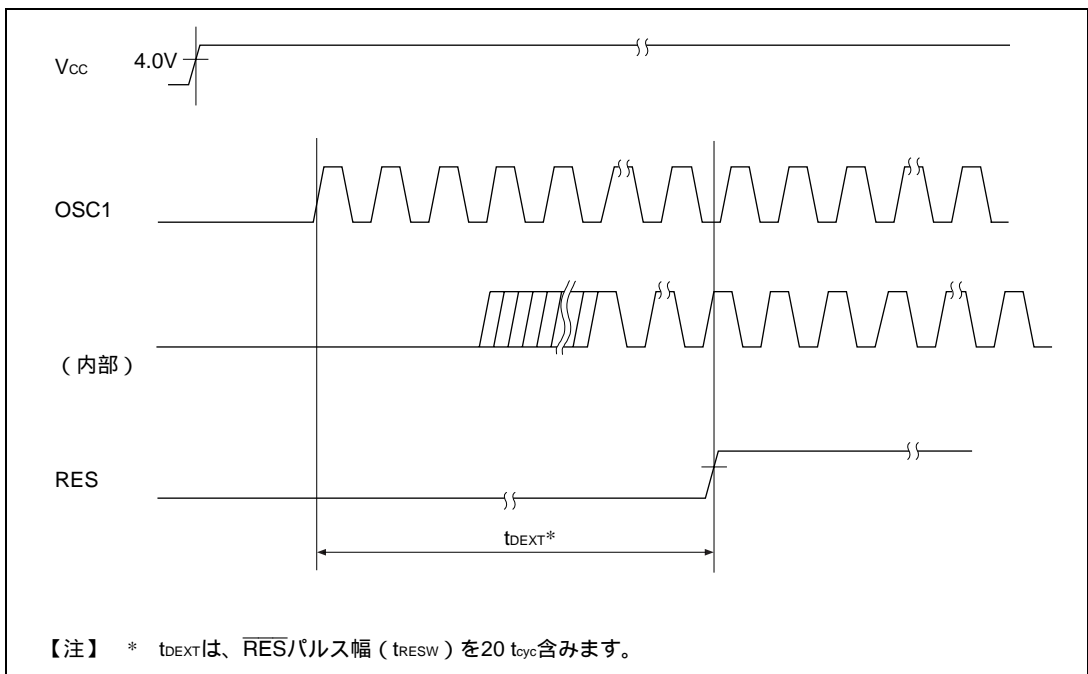 Vcc 4.0V
OSC1
（内部）
RES
tDEXT*
【注】 * tDEXTは、RESパルス幅（tRESW）を20 tcyc含みます。